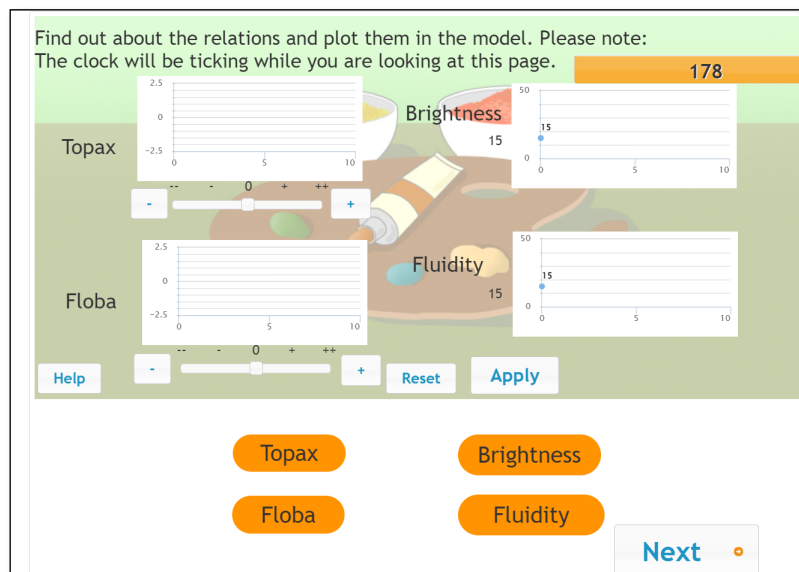 Find out about the relations and plot them in the model. Please note:
The clock will be ticking while you are looking at this page.
178
2.5
0
-2.5
0 5 10
Topax
-- - 0 + ++
- +
Brightness
15
50
15
0
0 5 10
2.5
0
-2.5
0 5 10
Floba
-- - 0 + ++
- +
Fluidity
15
50
15
0
0 5 10
Help
Reset
Apply
Topax Brightness
Floba Fluidity
Next